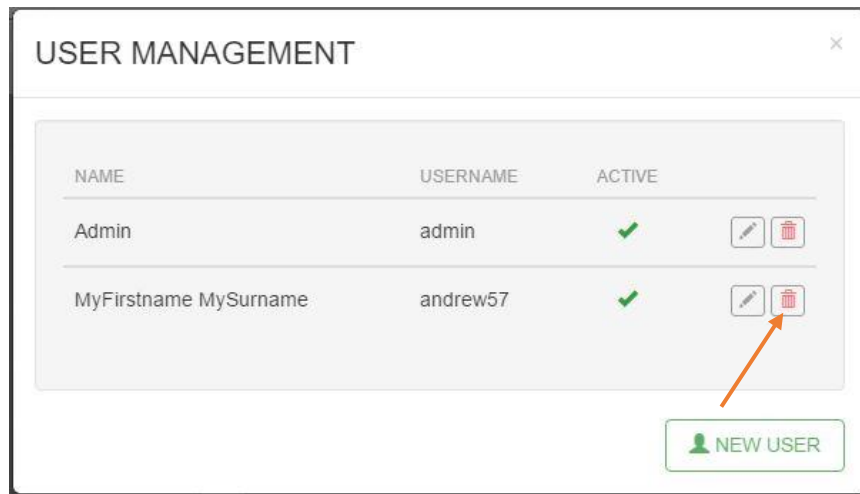 USER MANAGEMENT
×
NAME USERNAME ACTIVE
Admin admin
MyFirstname MySurname andrew57
NEW USER